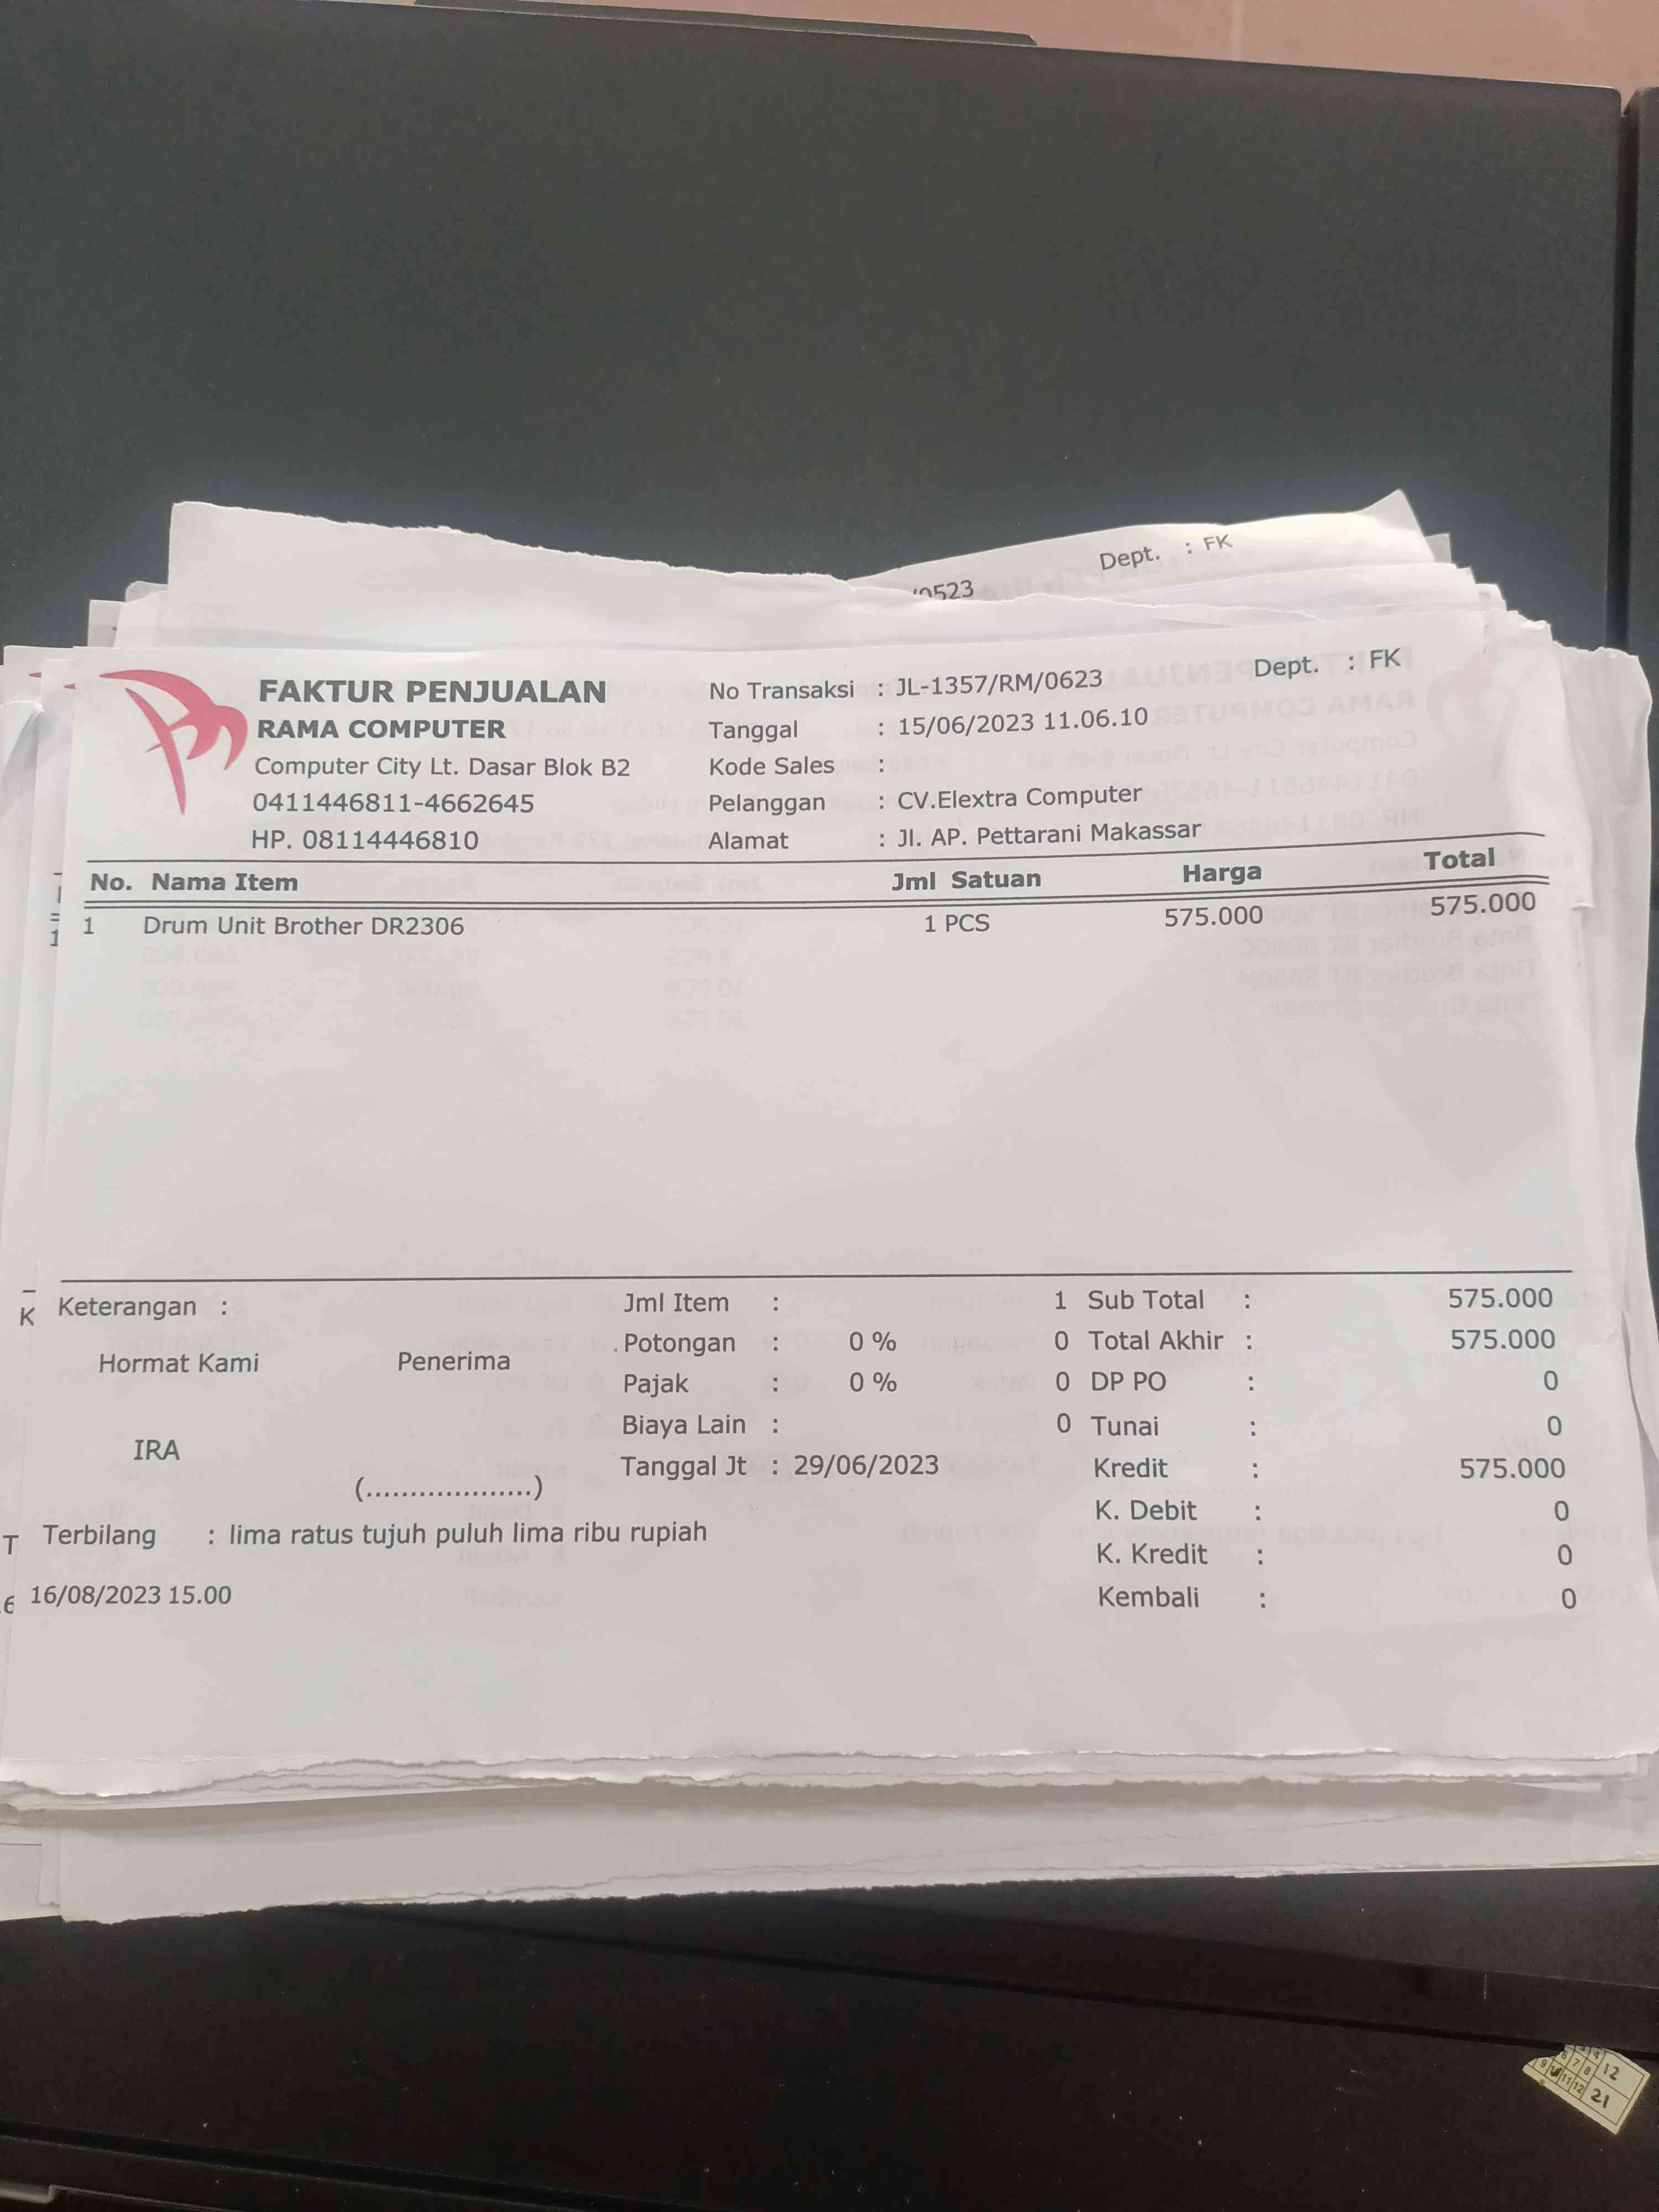 Dept. : FK
/0523
FAKTUR PENJUALAN
RAMA COMPUTER
Computer City Lt. Dasar Blok B2
0411446811-4662645
HP. 08114446810
Dept. : FK
No Transaksi : JL-1357/RM/0623
Tanggal : 15/06/2023 11.06.10
Kode Sales :
Pelanggan : CV.Elextra Computer
Alamat : Jl. AP. Pettarani Makassar
No. Nama Item Jml Satuan Harga Total
1 Drum Unit Brother DR2306 1 PCS 575.000 575.000
Keterangan :
Hormat Kami Penerima
IRA
(...................)
Jml Item : 1
Potongan : 0 % 0
Pajak : 0 % 0
Biaya Lain : 0
Tanggal Jt : 29/06/2023
Sub Total : 575.000
Total Akhir : 575.000
DP PO : 0
Tunai : 0
Kredit : 575.000
K. Debit : 0
K. Kredit : 0
Kembali : 0
Terbilang : lima ratus tujuh puluh lima ribu rupiah
16/08/2023 15.00
12
21